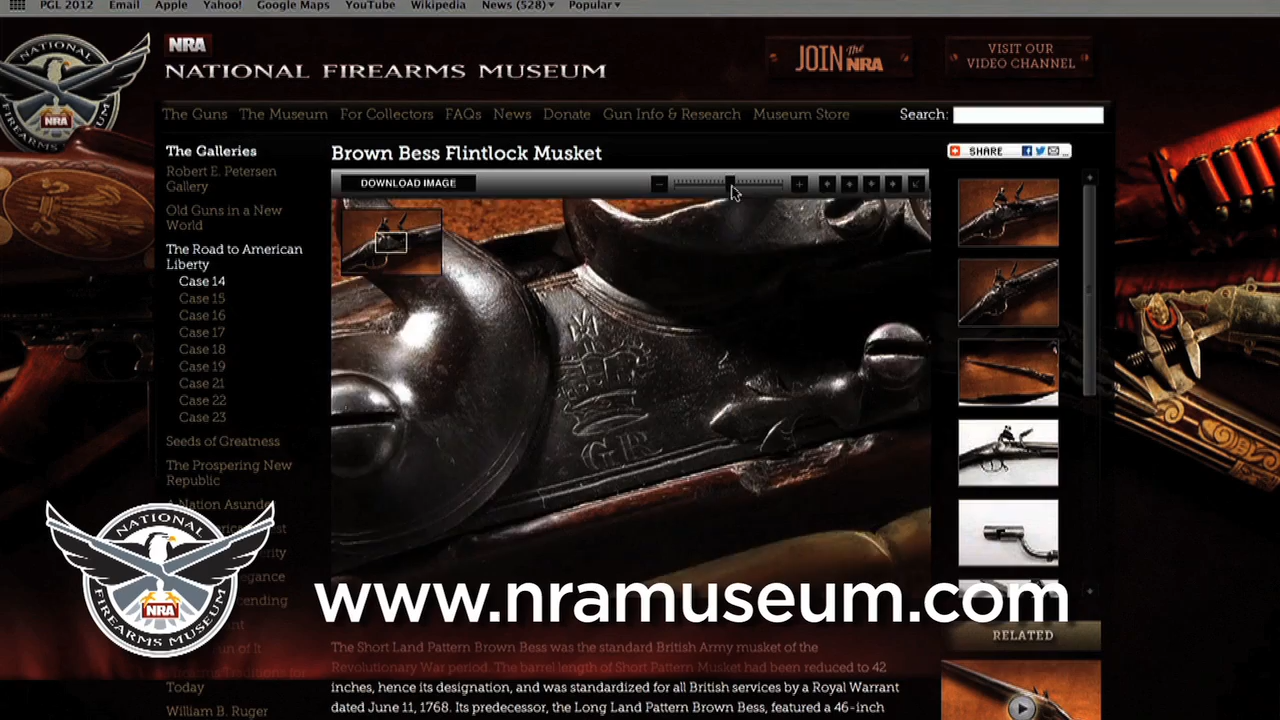 PGL 2012 Email Apple Yahoo! Google Maps YouTube Wikipedia News (528) Popular
NATIONAL
FIREARMS MUSEUM
NRA
NRA
NATIONAL FIREARMS MUSEUM
JOIN The NRA
VISIT OUR
VIDEO CHANNEL
The Guns The Museum For Collectors FAQs News Donate Gun Info & Research Museum Store
Search:
The Galleries
Robert E. Petersen
Gallery
Old Guns in a New
World
The Road to American
Liberty
Case 14
Case 15
Case 16
Case 17
Case 18
Case 19
Case 21
Case 22
Case 23
Seeds of Greatness
The Prospering New
Republic
Today
William B. Ruger
Brown Bess Flintlock Musket
SHARE
DOWNLOAD IMAGE
GR
NATIONAL
FIREARMS MUSEUM
NRA
www.nramuseum.com
RELATED
The Short Land Pattern Brown Bess was the standard British Army musket of the
Revolutionary War period. The barrel length of Short Pattern Musket had been reduced to 42
inches, hence its designation, and was standardized for all British services by a Royal Warrant
dated June 11, 1768. Its predecessor, the Long Land Pattern Brown Bess, featured a 46-inch